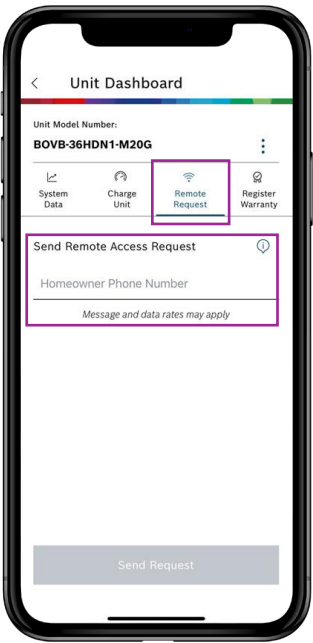 Unit Dashboard
Unit Model Number:
BOVB-36HDN1-M20G
System Data
Charge Unit
Remote Request
Register Warranty
Send Remote Access Request
Homeowner Phone Number
Message and data rates may apply
Send Request